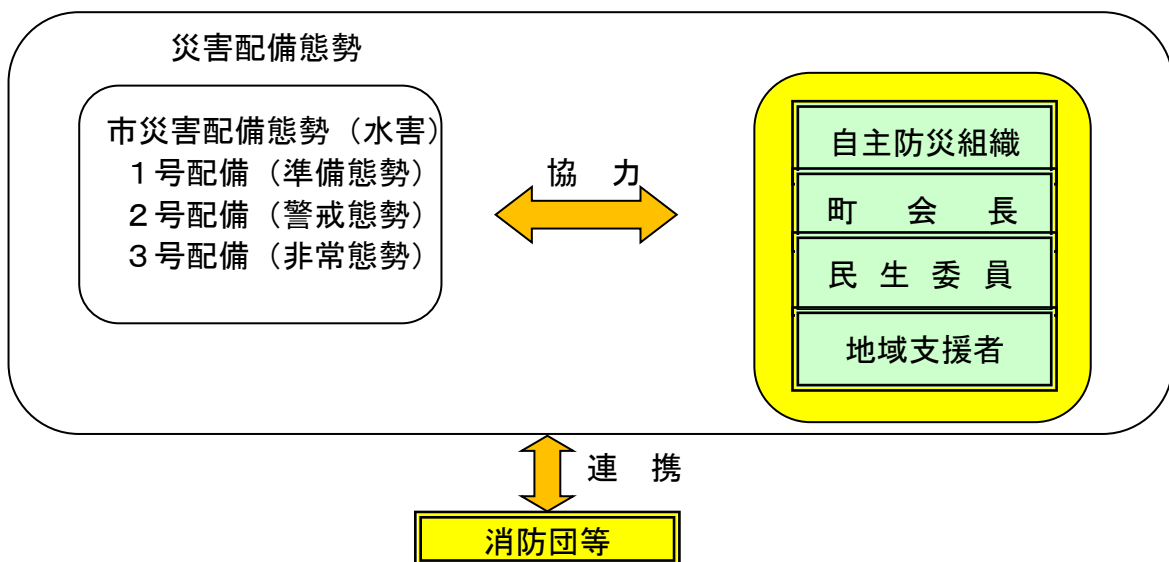 災害配備態勢
市災害配備態勢（水害）
１号配備（準備態勢）
２号配備（警戒態勢）
３号配備（非常態勢）
協　力
自主防災組織
町　会　長
民 生 委 員
地域支援者
連　携
消防団等